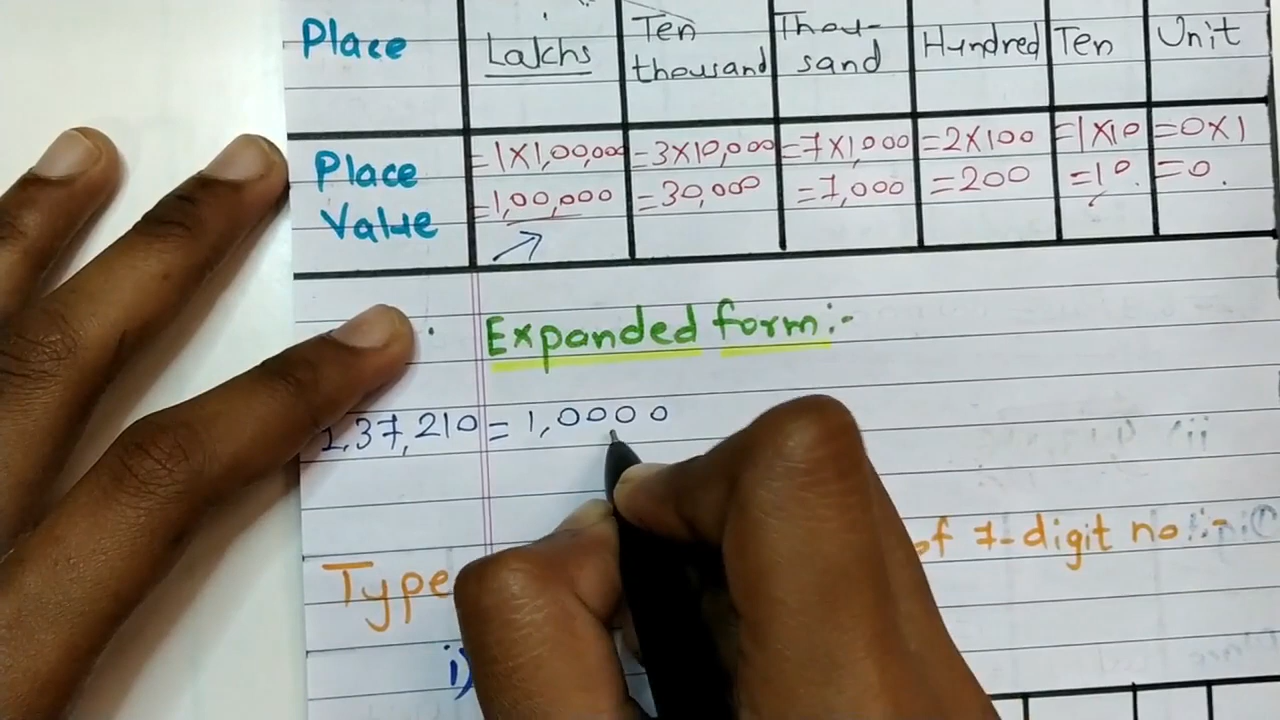 Place Lakhs Ten thousand Thou-sand Hundred Ten Unit
Place Value =1×1,00,000 =3×10,000 =7×1,000 =2×100 =1×10 =0×1
=1,00,000 =30,000 =7,000 =200 =10. =0.
Expanded form:-
1,37,210 = 1,0000
Type of 7-digit no:-
i)